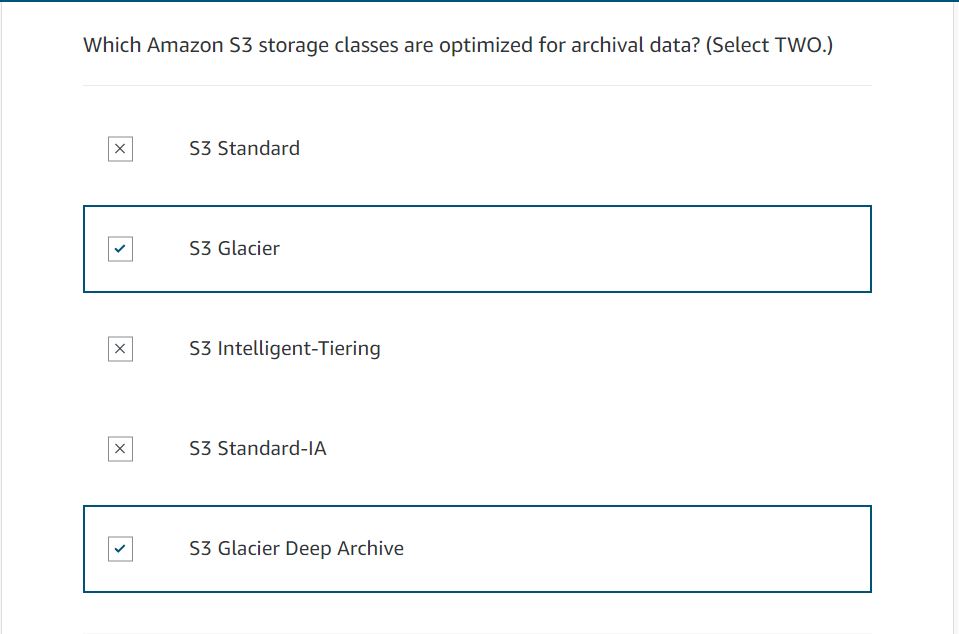 Which Amazon S3 storage classes are optimized for archival data? (Select TWO.)
S3 Standard
S3 Glacier
S3 Intelligent-Tiering
S3 Standard-IA
S3 Glacier Deep Archive